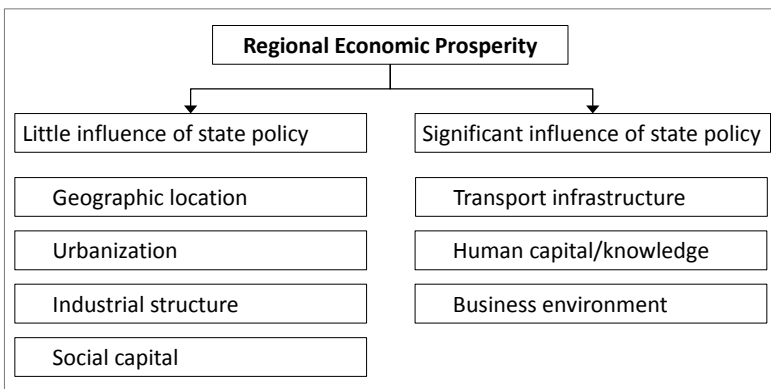 Regional Economic Prosperity
Little influence of state policy
Significant influence of state policy
Geographic location
Transport infrastructure
Urbanization
Human capital/knowledge
Industrial structure
Business environment
Social capital